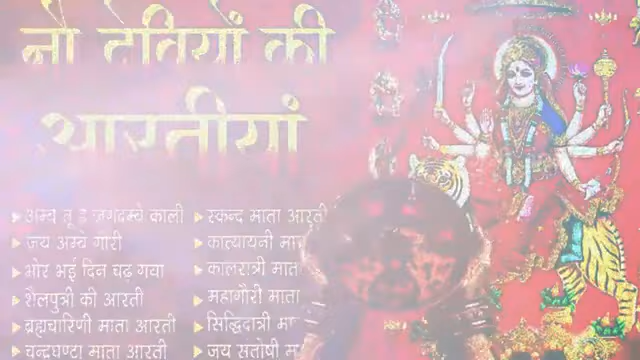 नौ देवियों की
आरतीयां
अम्बे तू है जगदम्बे काली
जय अम्बे गौरी
भोर भई दिन चढ़ गया
शैलपुत्री की आरती
ब्रह्मचारिणी माता आरती
चन्द्रघण्टा माता आरती
स्कन्द माता आरती
कात्यायनी
कालरात्री
महागौरी माता
सिद्धिदात्री
जय सतोषी